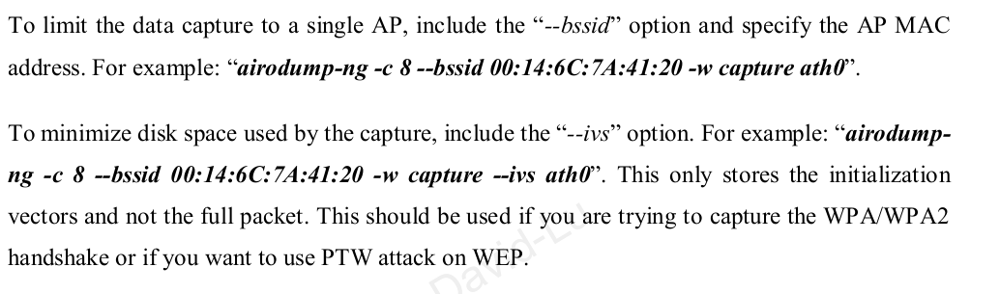 To limit the data capture to a single AP, include the “--bssid” option and specify the AP MAC
address. For example: “airodump-ng -c 8 --bssid 00:14:6C:7A:41:20 -w capture ath0”.
To minimize disk space used by the capture, include the “--ivs” option. For example: “airodump-
ng -c 8 --bssid 00:14:6C:7A:41:20 -w capture --ivs ath0”. This only stores the initialization
vectors and not the full packet. This should be used if you are trying to capture the WPA/WPA2
handshake or if you want to use PTW attack on WEP.